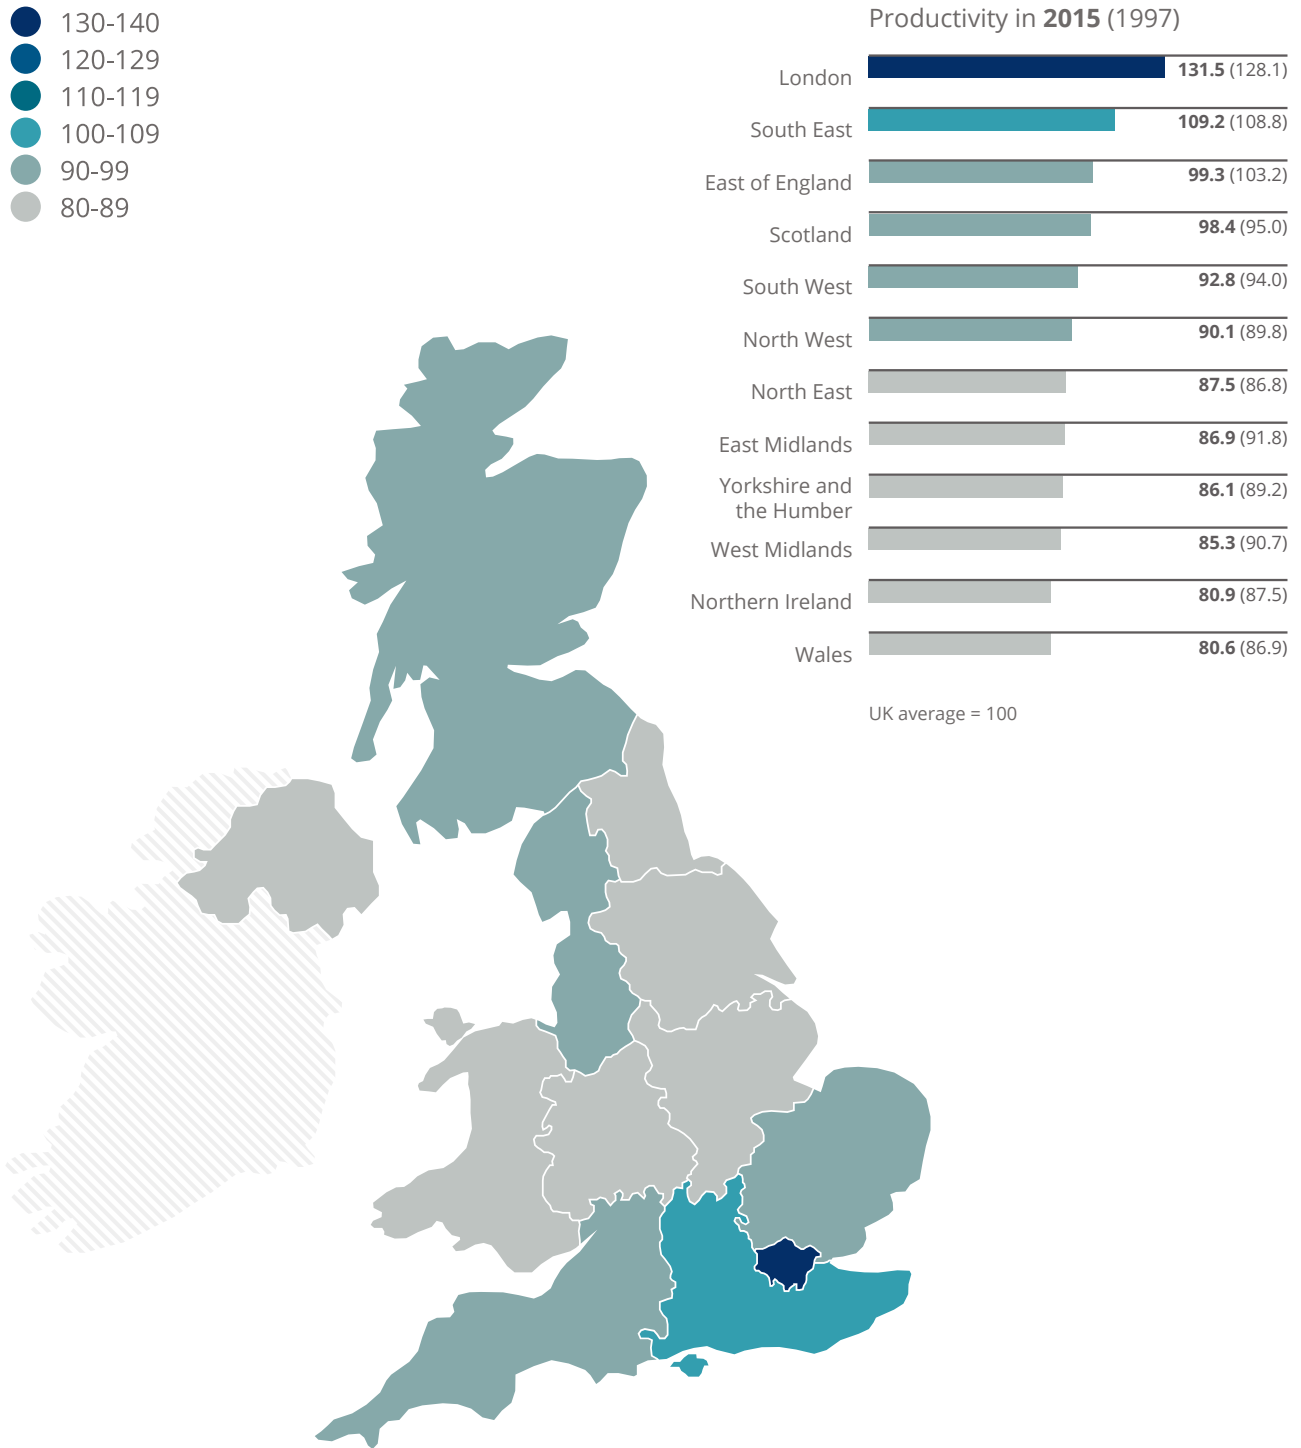 130-140
120-129
110-119
100-109
90-99
80-89
Productivity in 2015 (1997)
London 131.5 (128.1)
South East 109.2 (108.8)
East of England 99.3 (103.2)
Scotland 98.4 (95.0)
South West 92.8 (94.0)
North West 90.1 (89.8)
North East 87.5 (86.8)
East Midlands 86.9 (91.8)
Yorkshire and
the Humber 86.1 (89.2)
West Midlands 85.3 (90.7)
Northern Ireland 80.9 (87.5)
Wales 80.6 (86.9)
UK average = 100